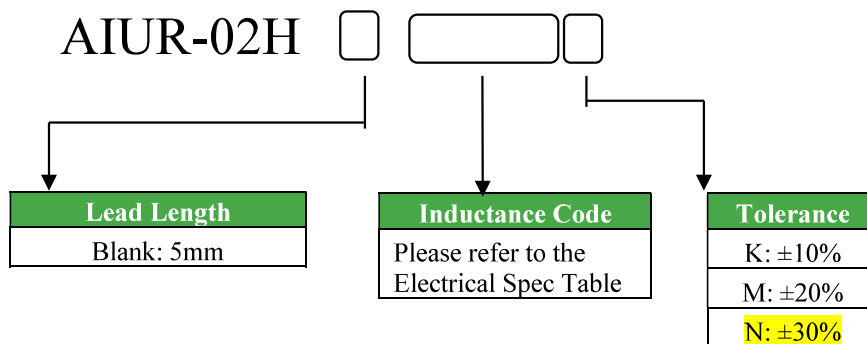 AIUR-02H
Lead Length
Blank: 5mm
Inductance Code
Please refer to the
Electrical Spec Table
Tolerance
K: ±10%
M: ±20%
N: ±30%